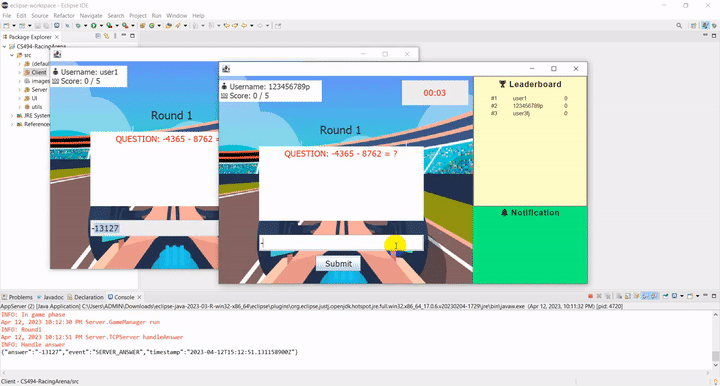 eclipse-workspace - Eclipse IDE
File Edit Refactor Navigate Search Project Run Window Help
Package Explorer
CS494-RacingArena
src
(default
Client
images
Server
UI
utils
JRE System
Reference
Username: user1
Score: 0 / 5
Round 1
QUESTION: -4365 - 8762 =
-13127
Username: 123456789p
Score: 0 / 5
00:03
Round 1
QUESTION: -4365 - 8762 = ?
-
Submit
Leaderboard
#1 user1 0
#2 123456789p 0
#3 user3fj 0
Notification
Problems Javadoc Declaration Console
AppServer (2) [Java Application] C:\Users\ADMIN\Downloads\eclipse-java-2023-03-R-win32-x86_64\eclipse\plugins\org.eclipse.justj.openjdk.hotspot.jre.full.win32.x86_64_17.0.6.v20230204-1729\jre\bin\javaw.exe (Apr 12, 2023, 10:11:32 PM) [pid: 4720]
INFO: In game phase
Apr 12, 2023 10:12:30 PM Server.GameManager run
INFO: Round1
Apr 12, 2023 10:12:51 PM Server.TCPServer handleAnswer
INFO: Handle answer
{"answer":"-13127","event":"SERVER_ANSWER","timestamp":"2023-04-12T15:12:51.131158900Z"}
Client - CS494-RacingArena/src